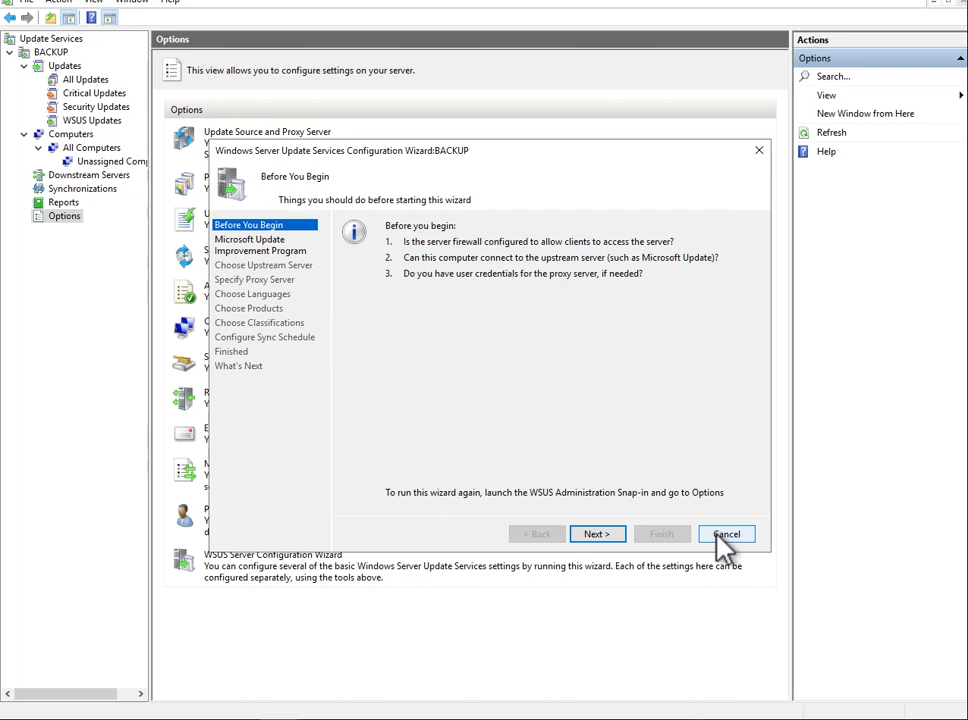 File Action View Window Help
Update Services
BACKUP
Updates
All Updates
Critical Updates
Security Updates
WSUS Updates
Computers
All Computers
Unassigned Comp
Downstream Servers
Synchronizations
Reports
Options
Options
This view allows you to configure settings on your server.
Options
Update Source and Proxy Server
Windows Server Update Services Configuration Wizard:BACKUP
Before You Begin
Things you should do before starting this wizard
Before You Begin
Microsoft Update
Improvement Program
Choose Upstream Server
Specify Proxy Server
Choose Languages
Choose Products
Choose Classifications
Configure Sync Schedule
Finished
What's Next
Before you begin:
1. Is the server firewall configured to allow clients to access the server?
2. Can this computer connect to the upstream server (such as Microsoft Update)?
3. Do you have user credentials for the proxy server, if needed?
To run this wizard again, launch the WSUS Administration Snap-in and go to Options
< Back Next > Finish Cancel
WSUS Server Configuration Wizard
You can configure several of the basic Windows Server Update Services settings by running this wizard. Each of the settings here can be
configured separately, using the tools above.
Actions
Options
Search...
View
New Window from Here
Refresh
Help